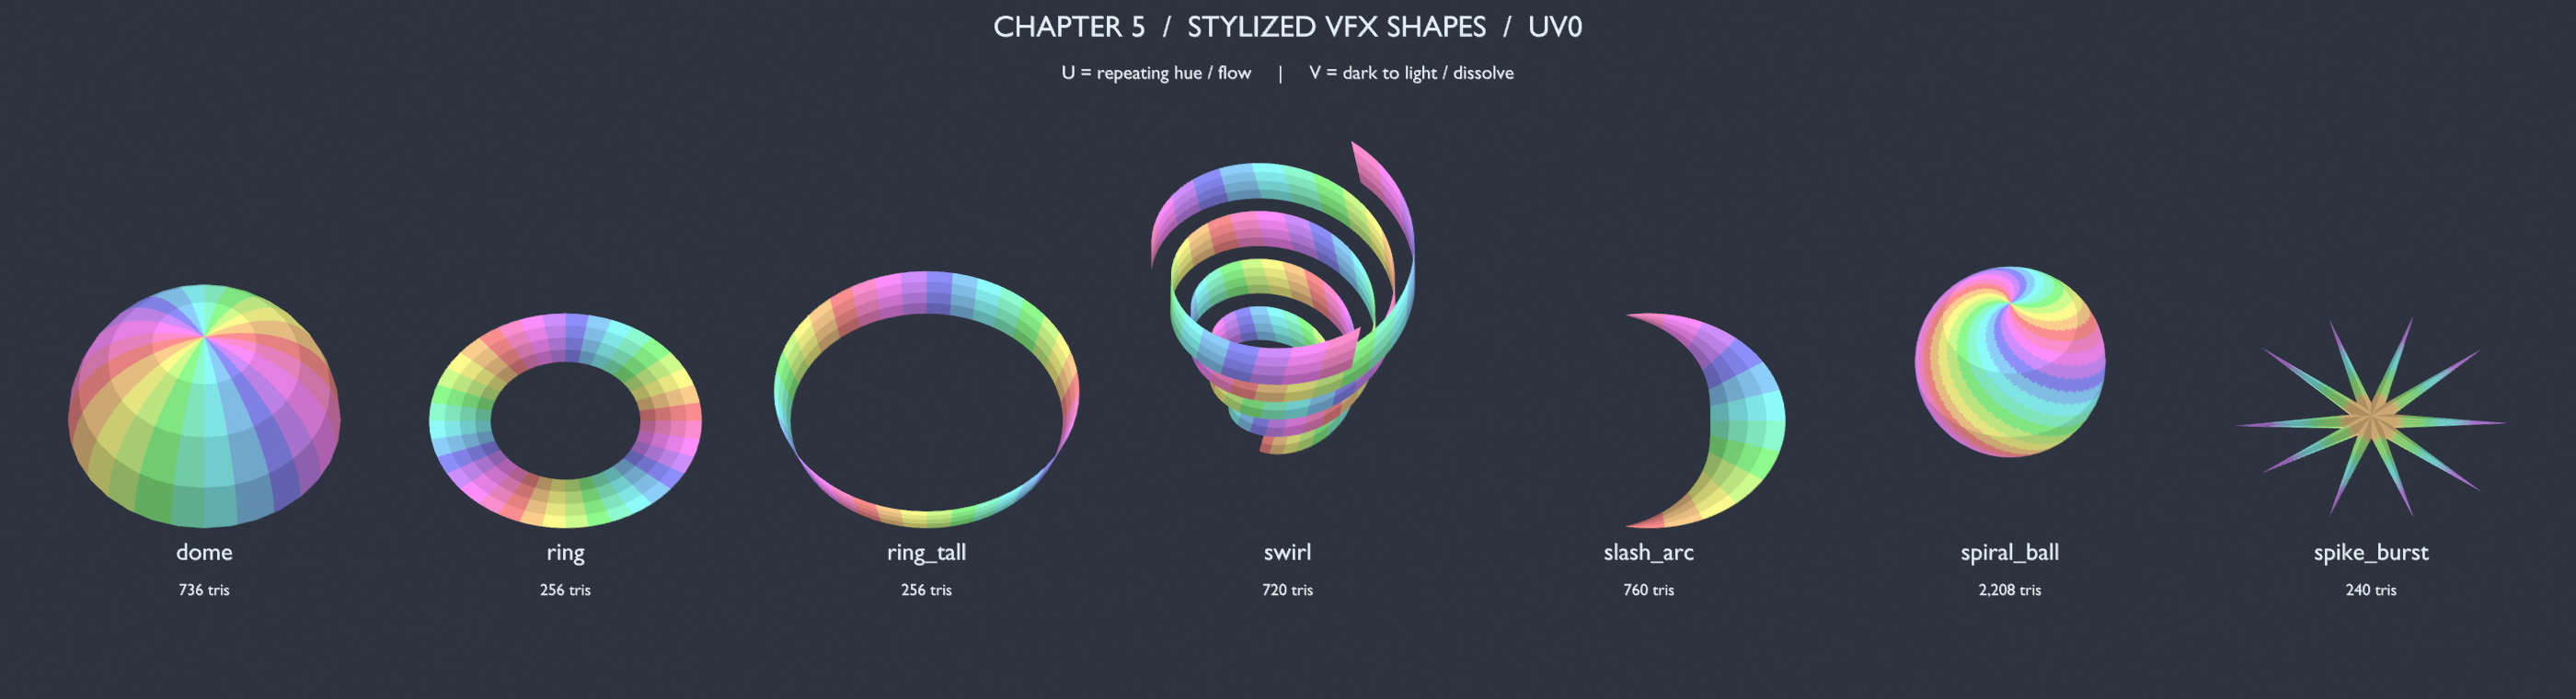 CHAPTER 5 / STYLIZED VFX SHAPES / UV0
U = repeating hue / flow | V = dark to light / dissolve
dome ring ring_tall swirl slash_arc spiral_ball spike_burst
736 tris 256 tris 256 tris 720 tris 760 tris 2,208 tris 240 tris